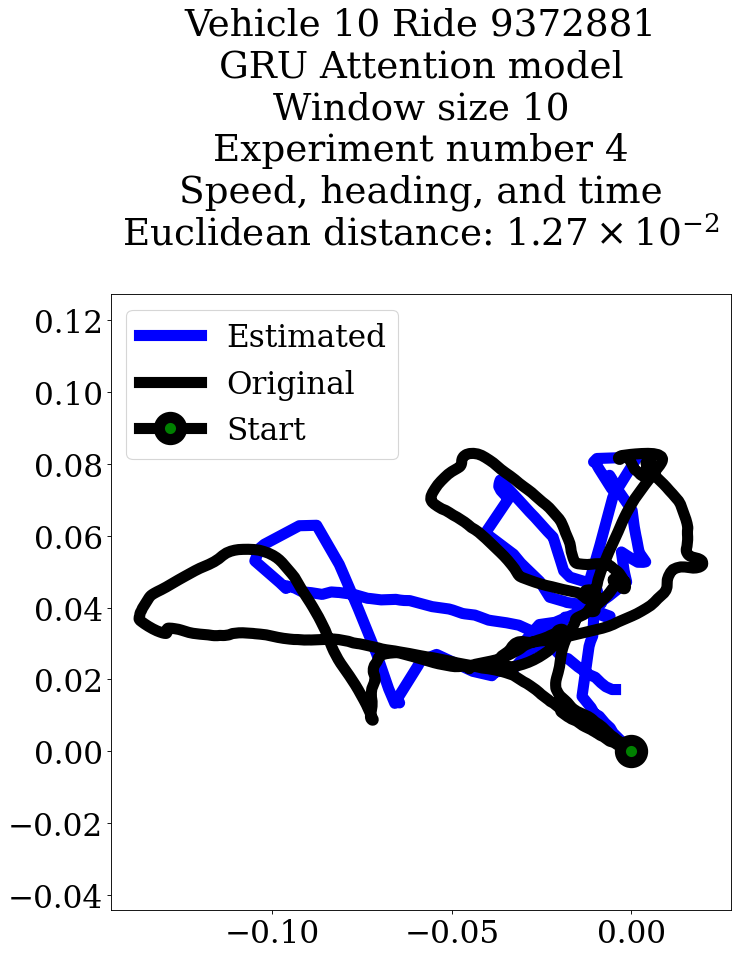 Vehicle 10 Ride 9372881
GRU Attention model
Window size 10
Experiment number 4
Speed, heading, and time
Euclidean distance: 1.27 × 10⁻²
0.12
0.10
0.08
0.06
0.04
0.02
0.00
−0.02
−0.04
Estimated
Original
Start
−0.10 −0.05 0.00